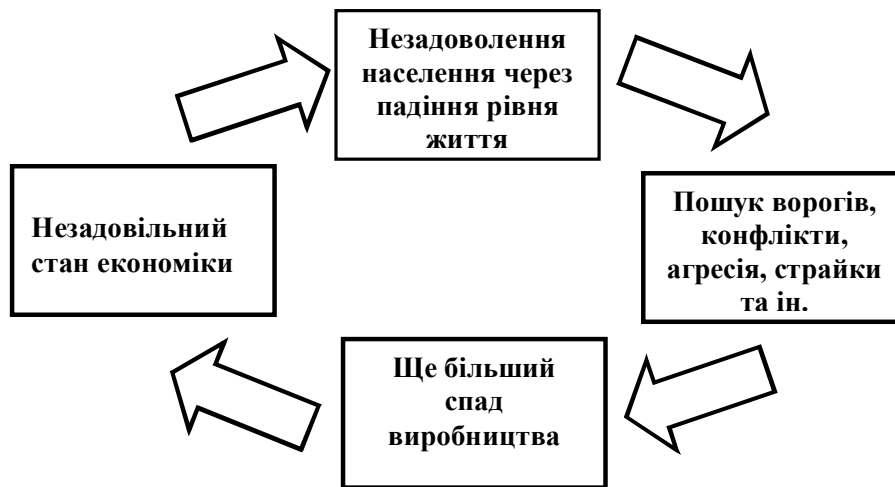 Незадоволення
населення через
падіння рівня
життя
Незадовільний
стан економіки
Пошук ворогів,
конфлікти,
агресія, страйки
та ін.
Ще більший
спад
виробництва